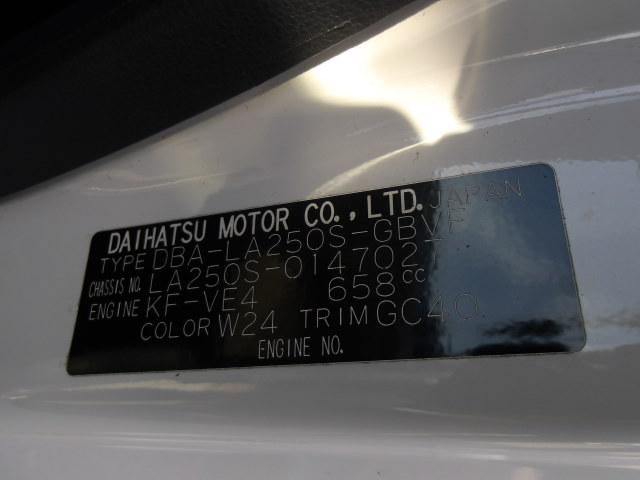 DAIHATSU MOTOR CO., LTD. JAPAN
TYPE DBA-LA250S-GBVF
CHASSIS NO. LA250S-0147027
ENGINE KF-VE4 658cc
COLOR W24 TRIM GC40
ENGINE NO.